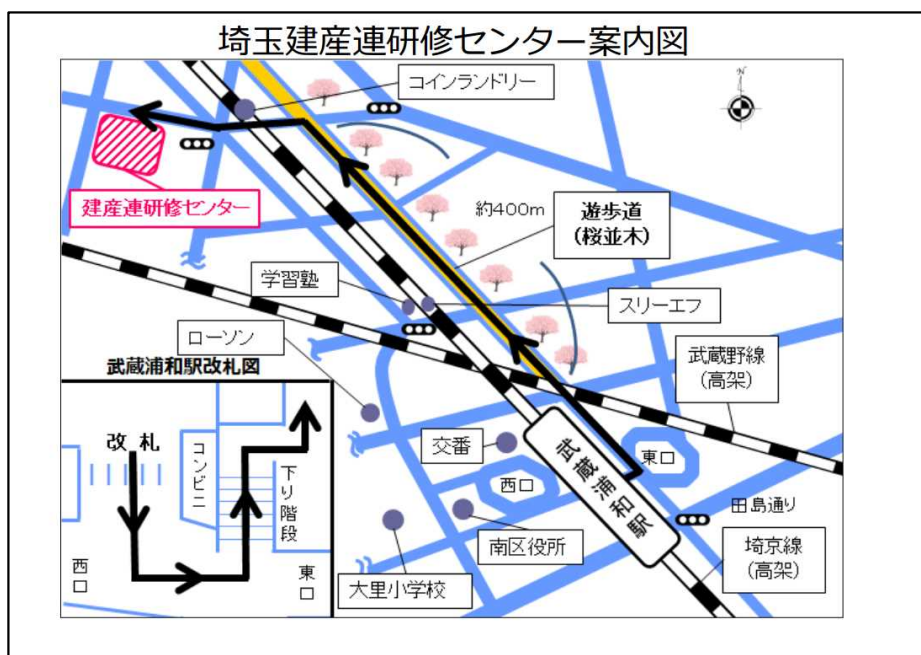 埼玉建産連研修センター案内図
コインランドリー
N
建産連研修センター
約400m
遊歩道
(桜並木)
学習塾
スリーエフ
ローソン
武蔵野線
(高架)
武蔵浦和駅改札図
改札
コンビニ
下り階段
西口
東口
交番
西口
武蔵浦和駅
東口
田島通り
南区役所
大里小学校
埼京線
(高架)